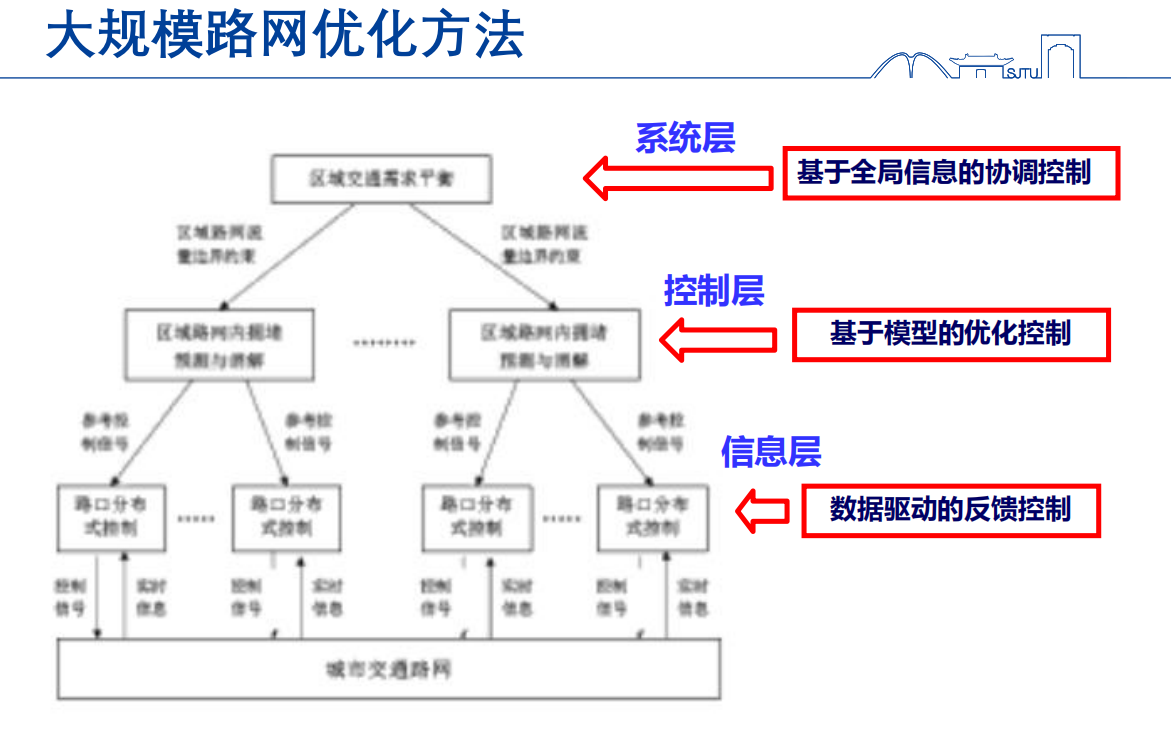 大规模路网优化方法
SJTU
系统层
基于全局信息的协调控制
区域交通需求平衡
区域路网流
量边界约束
区域路网流
量边界约束
控制层
基于模型的优化控制
区域路网内拥堵
预测与消解
………
区域路网内拥堵
预测与消解
参考控
制信号
参考控
制信号
参考控
制信号
参考控
制信号
信息层
数据驱动的反馈控制
路口分布
式控制
……
路口分布
式控制
路口分布
式控制
……
路口分布
式控制
控制
信号
实时
信息
控制
信号
实时
信息
控制
信号
实时
信息
控制
信号
实时
信息
城市交通路网